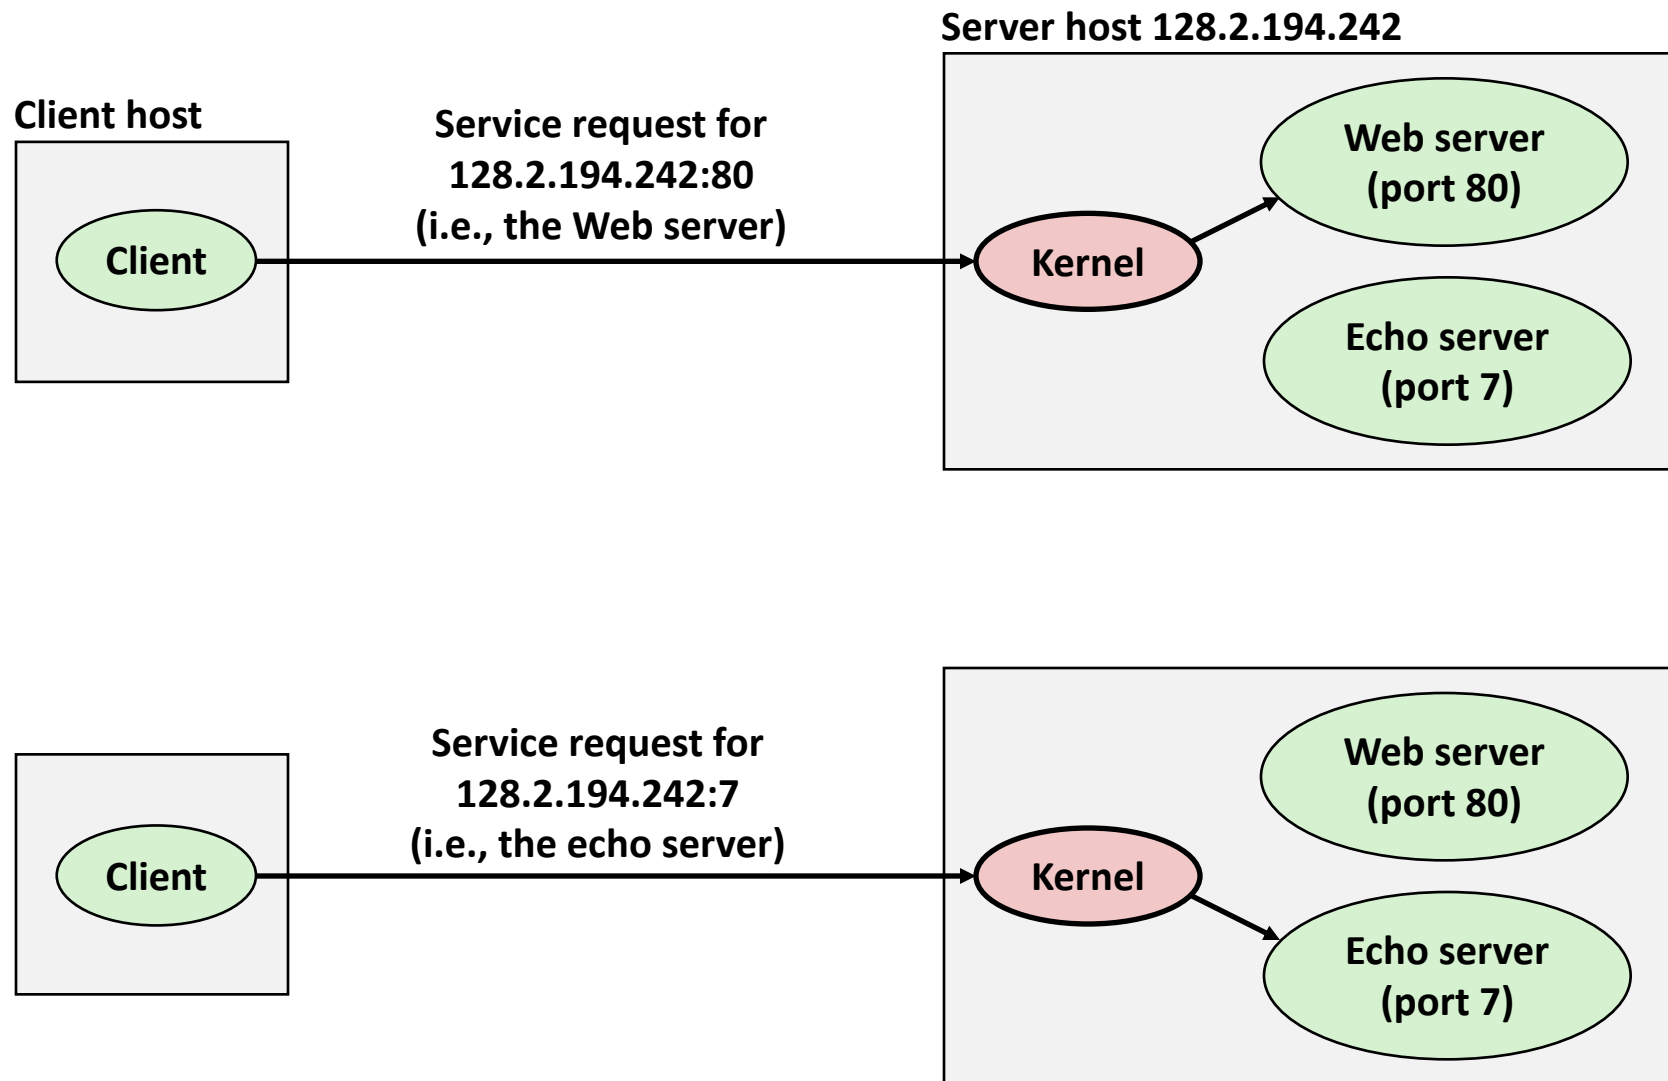 Server host 128.2.194.242
Client host
Service request for
128.2.194.242:80
(i.e., the Web server)
Client
Kernel
Web server
(port 80)
Echo server
(port 7)
Service request for
128.2.194.242:7
(i.e., the echo server)
Client
Kernel
Web server
(port 80)
Echo server
(port 7)